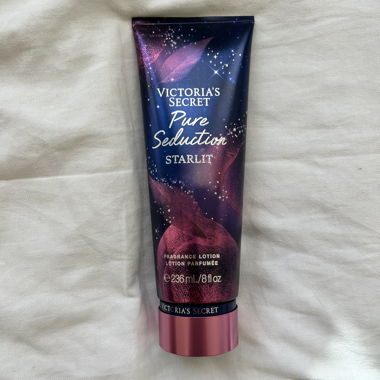 VICTORIA'S
SECRET
Pure
Seduction
STARLIT
FRAGRANCE LOTION
LOTION PARFUMÉE
℮ 236 mL/8 fl oz
VICTORIA'S SECRET